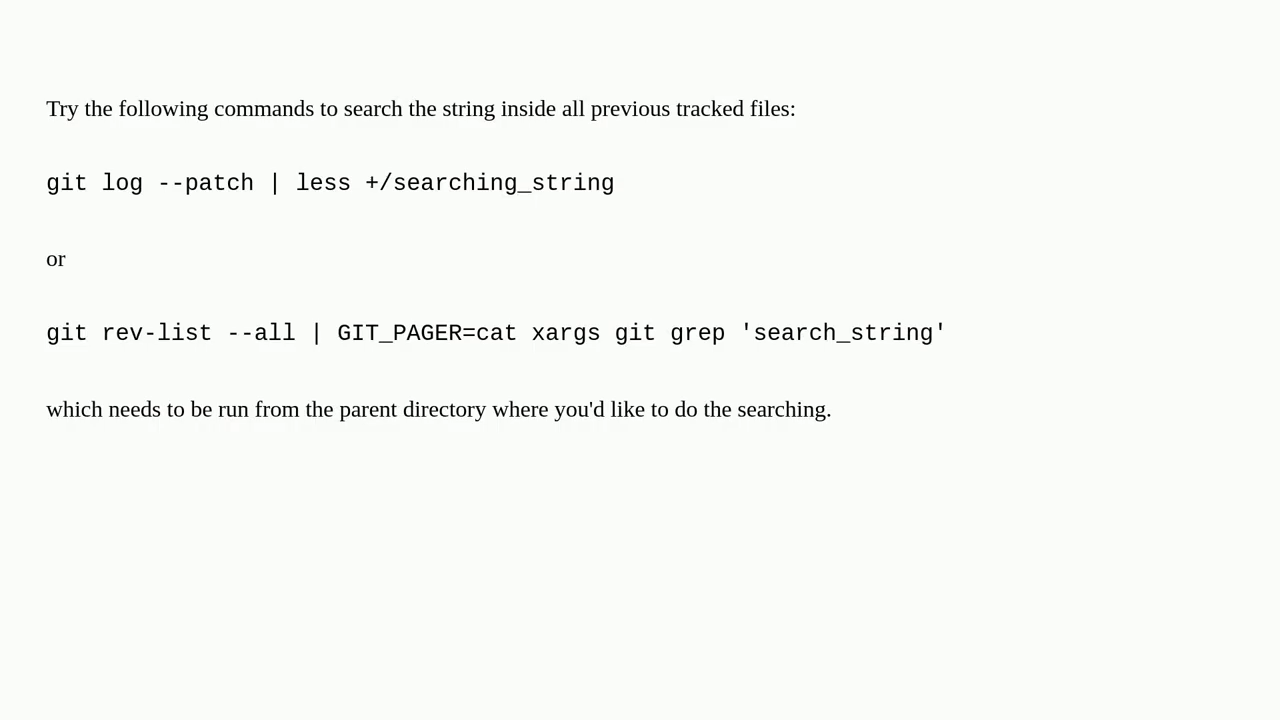 Try the following commands to search the string inside all previous tracked files:
git log --patch | less +/searching_string
or
git rev-list --all | GIT_PAGER=cat xargs git grep 'search_string'
which needs to be run from the parent directory where you'd like to do the searching.